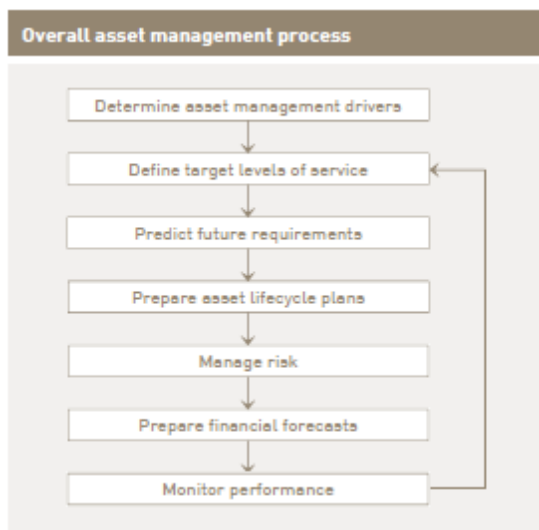 Overall asset management process
Determine asset management drivers
Define target levels of service
Predict future requirements
Prepare asset lifecycle plans
Manage risk
Prepare financial forecasts
Monitor performance